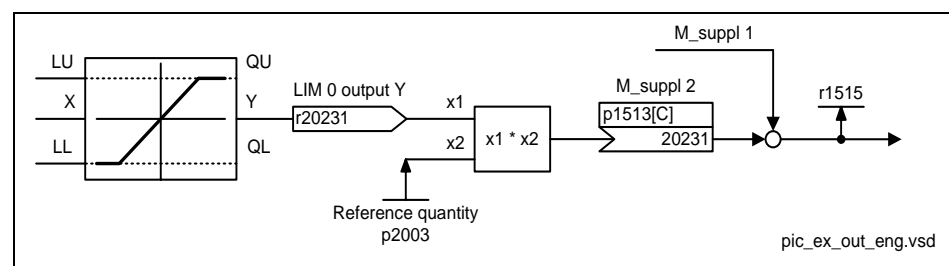 M_suppl 1
LU
QU
LIM 0 output Y
M_suppl 2
r1515
X
Y
r20231
x1
p1513[C]
x1 * x2
20231
LL
QL
x2
Reference quantity
p2003
pic_ex_out_eng.vsd